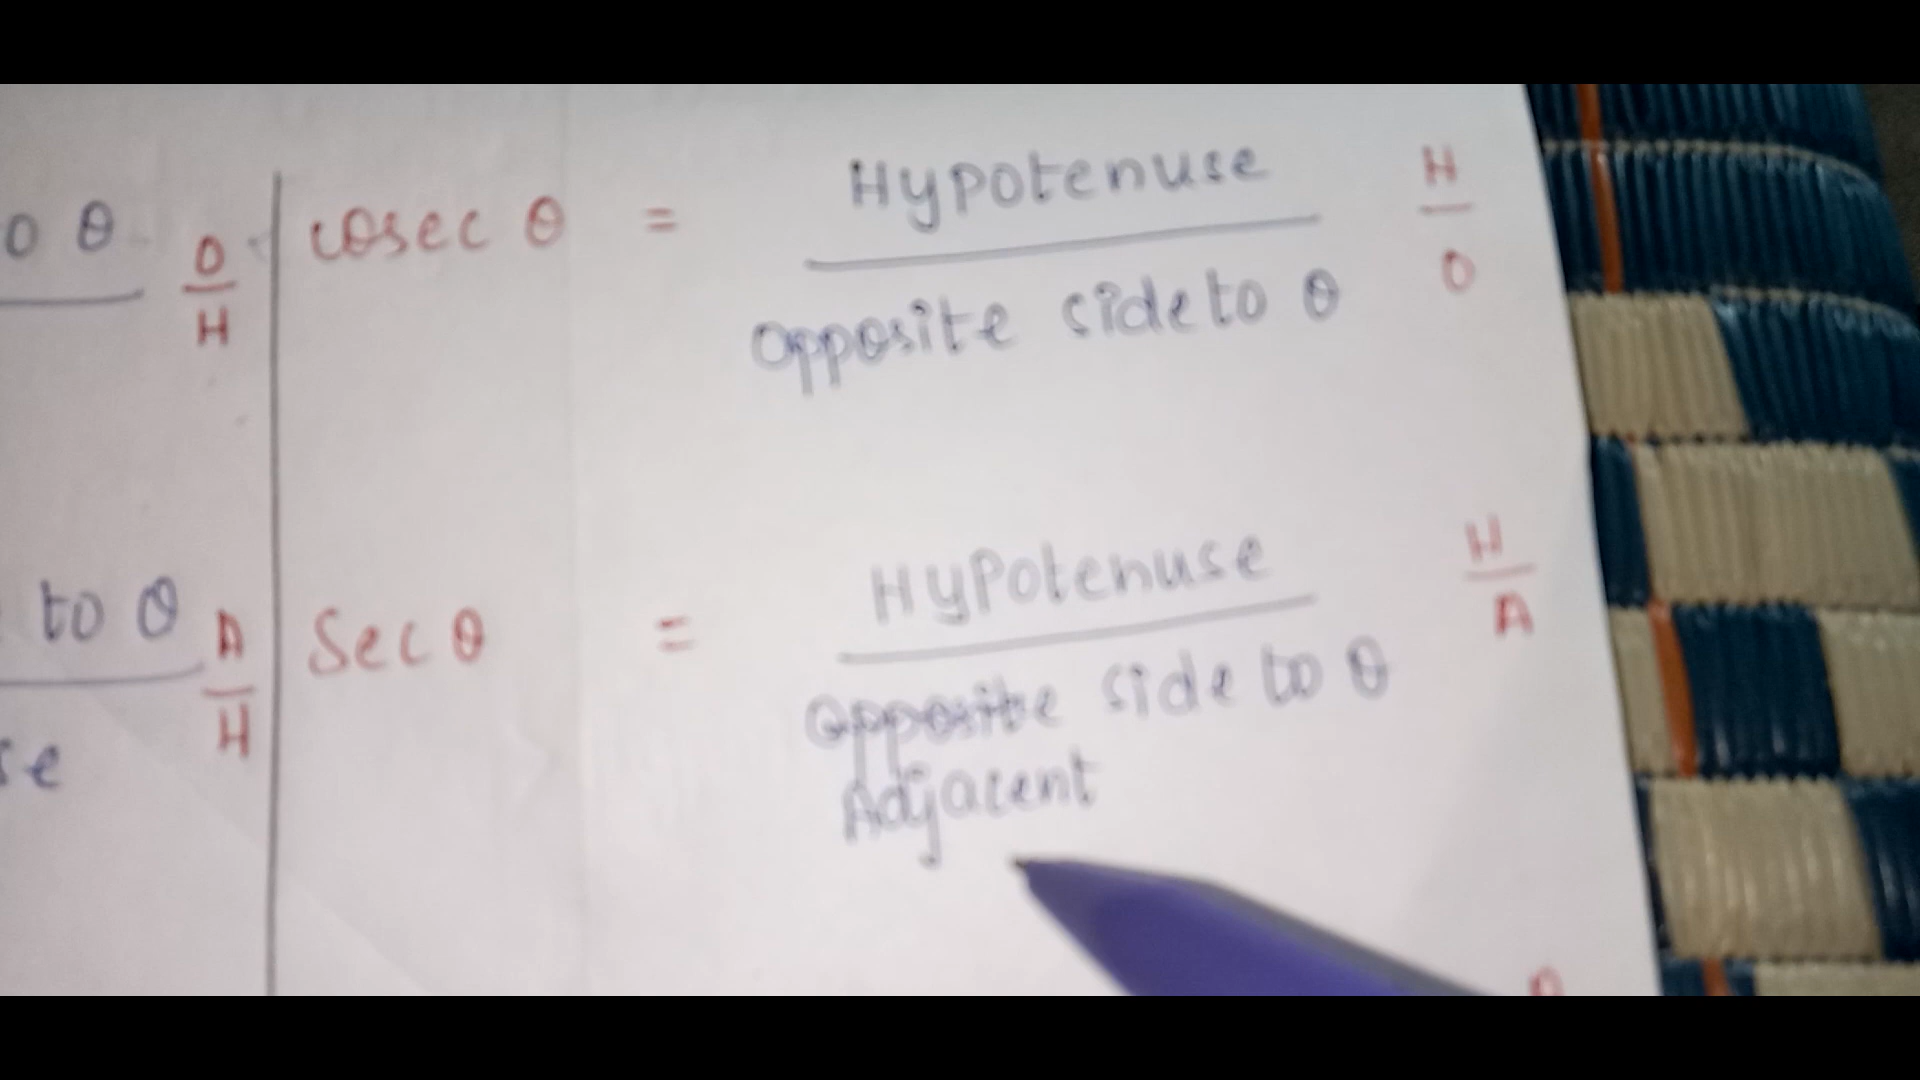 o θ
O
H
cosec θ = Hypotenuse
Opposite side to θ
H
O
to θ
se
A
H
Sec θ = Hypotenuse
Opposite side to θ
Adjacent
H
A